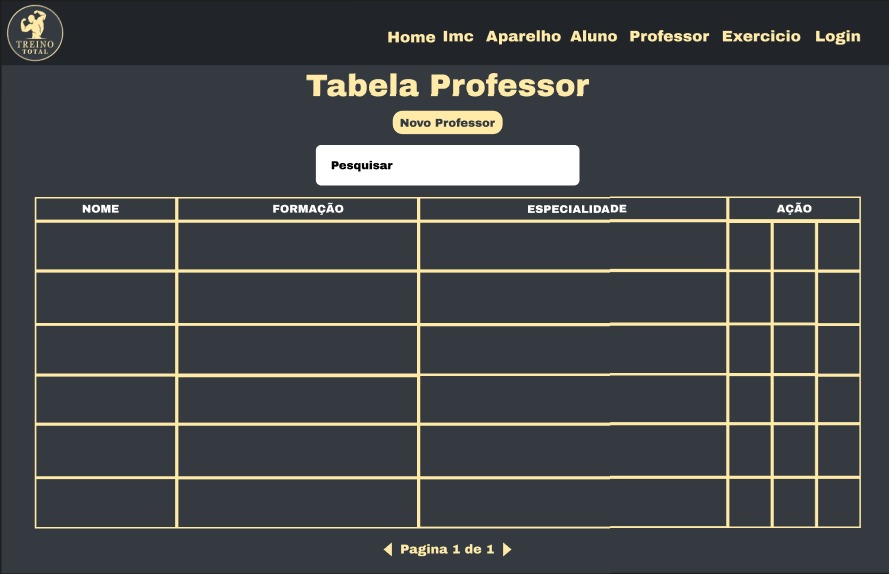 TREINO
TOTAL
Home Imc Aparelho Aluno Professor Exercicio Login
Tabela Professor
Novo Professor
Pesquisar
NOME FORMAÇÃO ESPECIALIDADE AÇÃO
Pagina 1 de 1